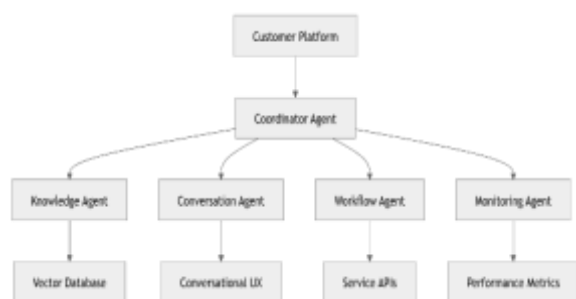 Customer Platform
Coordinator Agent
Knowledge Agent
Conversation Agent
Workflow Agent
Monitoring Agent
Vector Database
Conversational UX
Service APIs
Performance Metrics